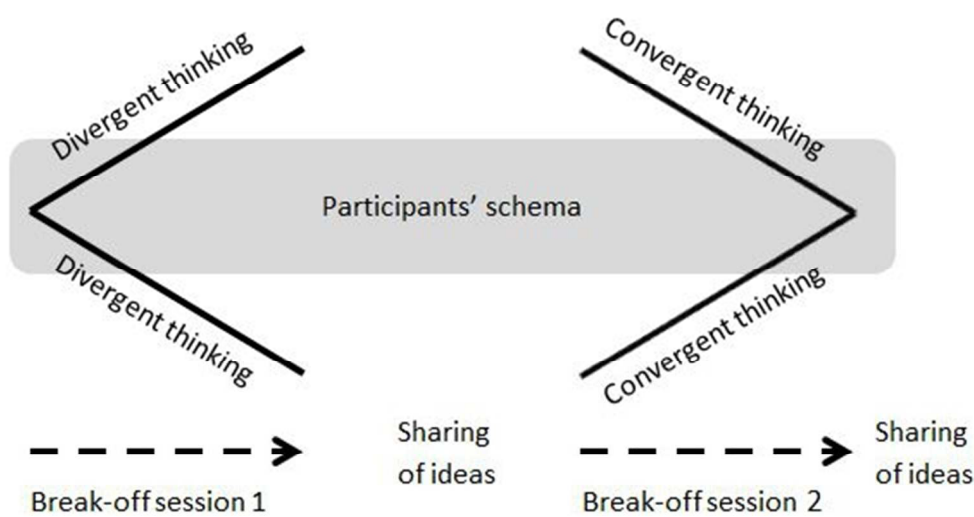 Divergent thinking
Convergent thinking
Participants’ schema
Divergent thinking
Convergent thinking
Sharing
of ideas
Sharing
of ideas
Break-off session 1
Break-off session 2